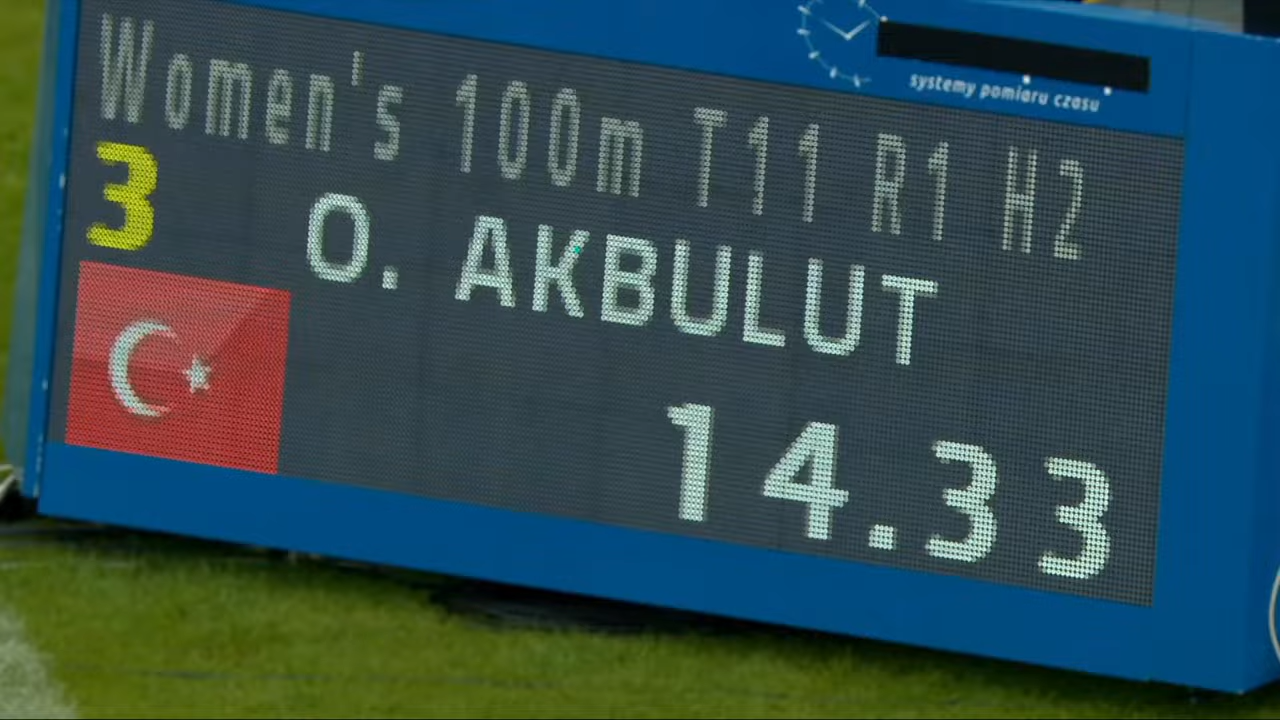 systemy pomiaru czasu
Women's 100m T11 R1 H2
3
O. AKBULUT
14.33